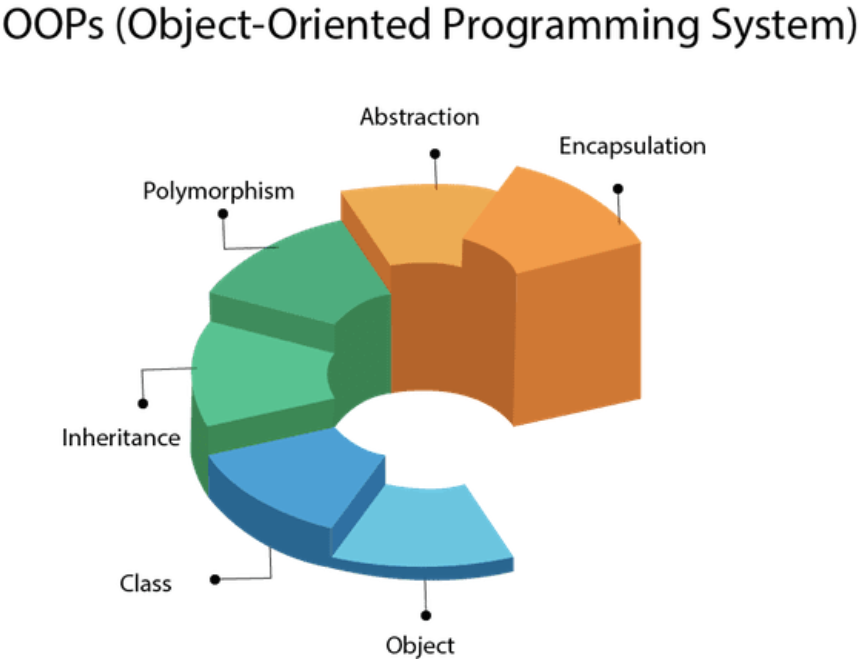 OOPs (Object-Oriented Programming System)
Abstraction
Encapsulation
Polymorphism
Inheritance
Class
Object